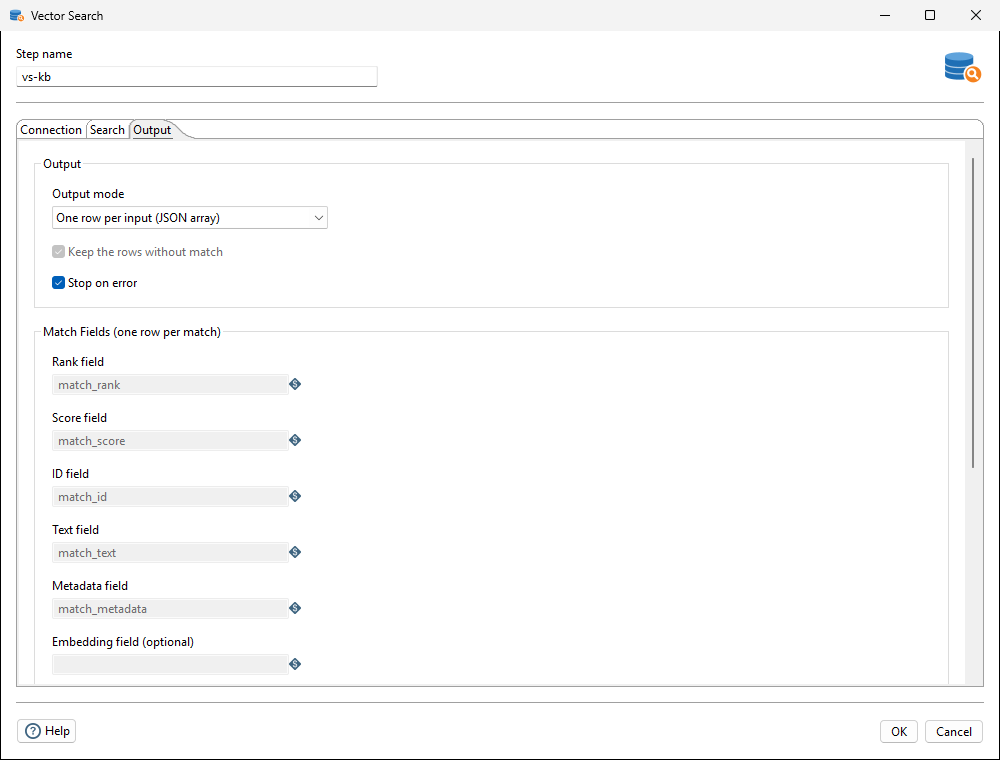 Vector Search
Step name
vs-kb
Connection Search Output
Output
Output mode
One row per input (JSON array)
Keep the rows without match
Stop on error
Match Fields (one row per match)
Rank field
match_rank
Score field
match_score
ID field
match_id
Text field
match_text
Metadata field
match_metadata
Embedding field (optional)
Help OK Cancel